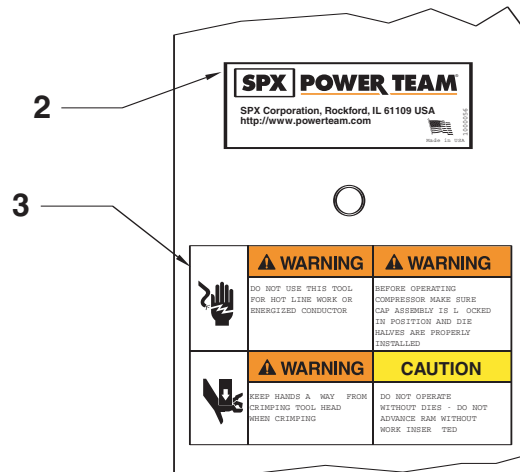 2
SPX POWER TEAM
SPX Corporation, Rockford, IL 61109 USA
http://www.powerteam.com
1000056
Made in USA
3
WARNING
DO NOT USE THIS TOOL
FOR HOT LINE WORK OR
ENERGIZED CONDUCTOR
WARNING
BEFORE OPERATING
COMPRESSOR MAKE SURE
CAP ASSEMBLY IS L OCKED
IN POSITION AND DIE
HALVES ARE PROPERLY
INSTALLED
WARNING
KEEP HANDS A WAY FROM
CRIMPING TOOL HEAD
WHEN CRIMPING
CAUTION
DO NOT OPERATE
WITHOUT DIES - DO NOT
ADVANCE RAM WITHOUT
WORK INSER TED